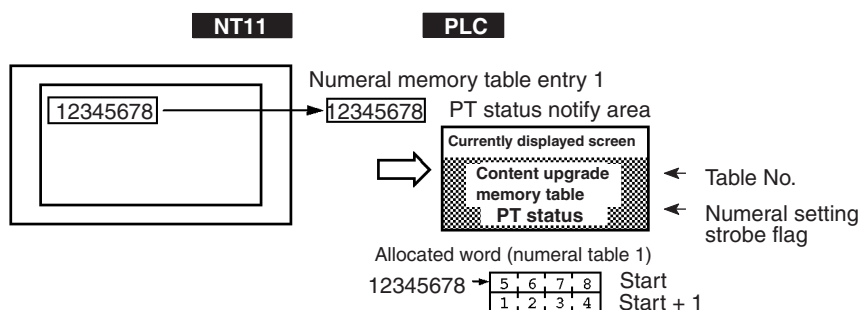 NT11 PLC
Numeral memory table entry 1
12345678 12345678 PT status notify area
Currently displayed screen
Content upgrade
memory table
Table No.
PT status
Numeral setting
strobe flag
Allocated word (numeral table 1)
12345678 5 6 7 8 Start
1 2 3 4 Start + 1